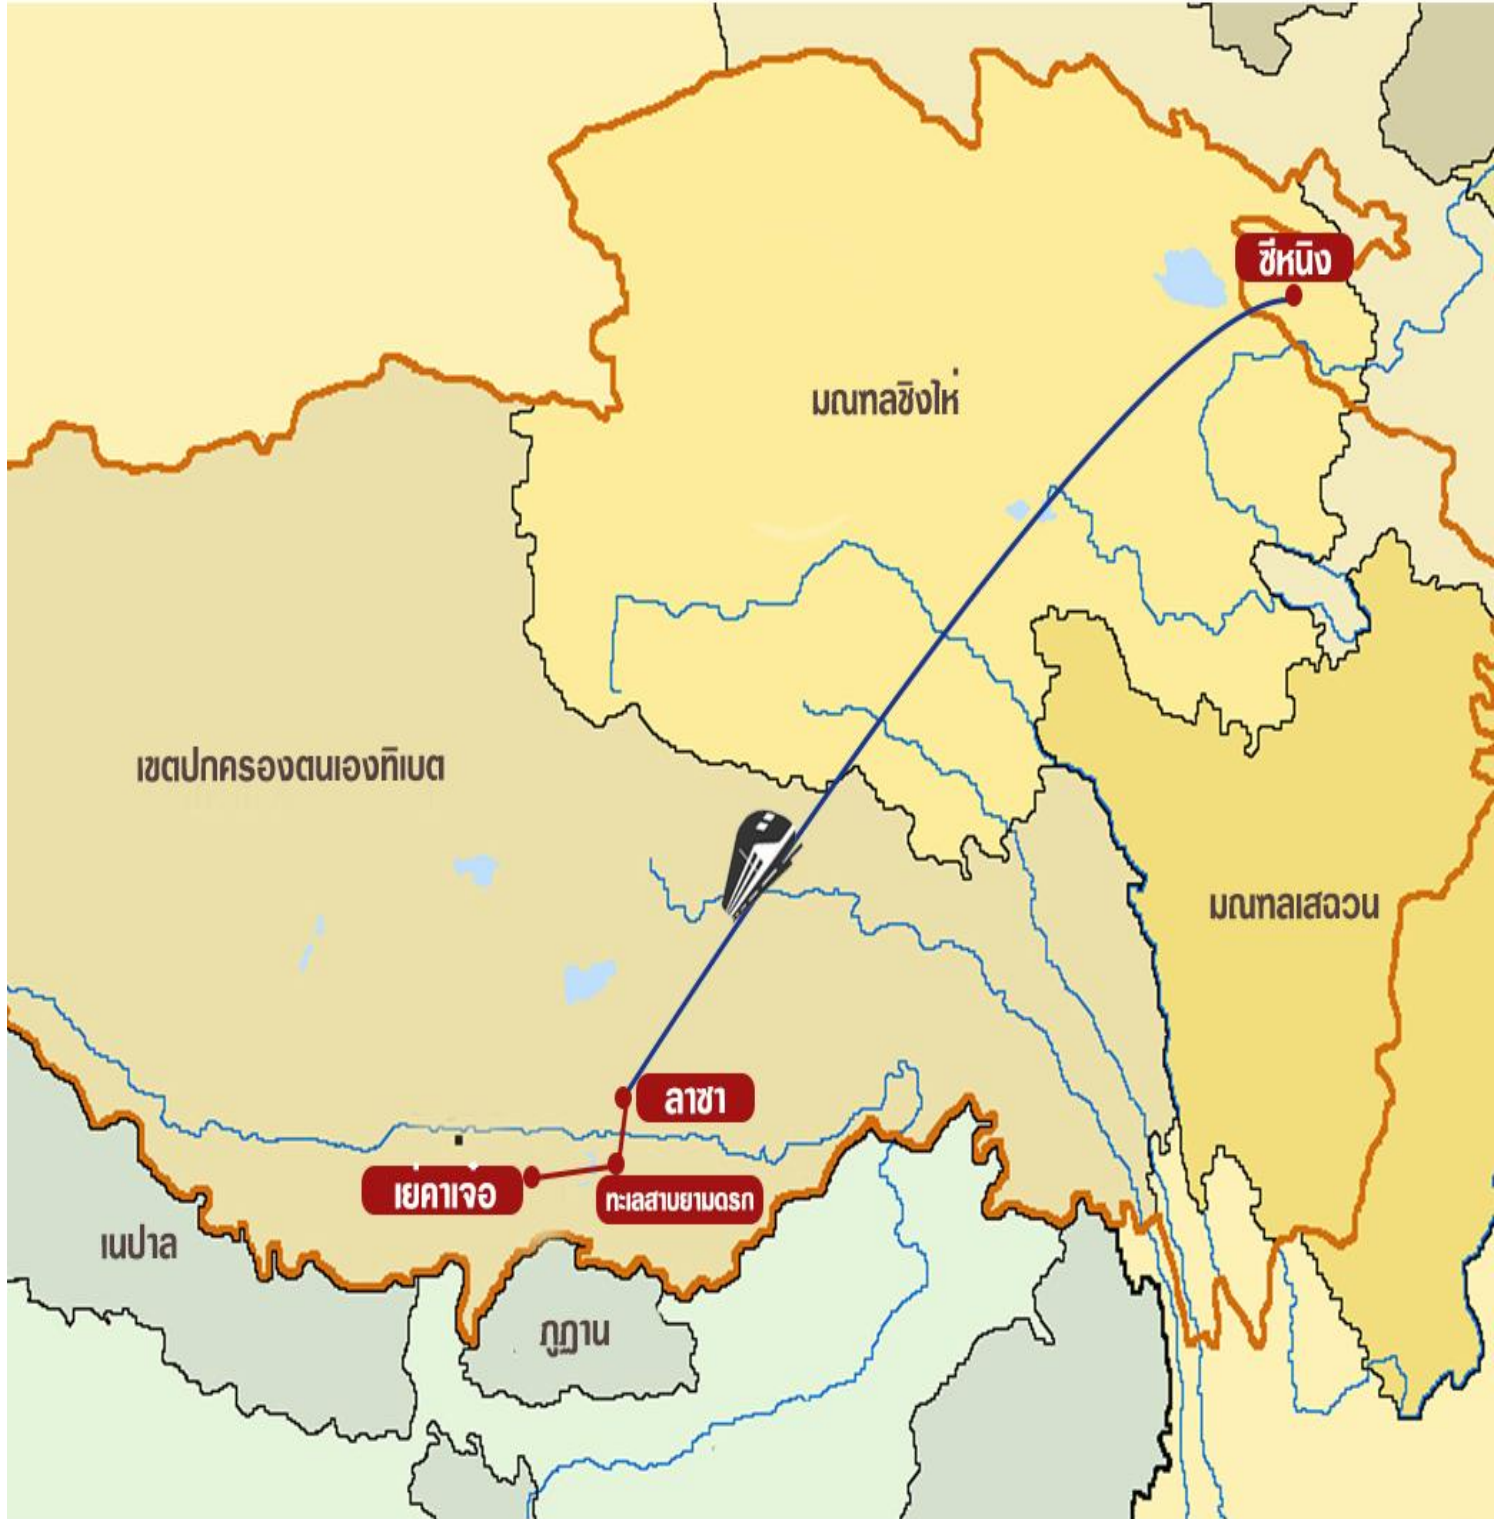 ซีหนิง
มณฑลชิงไห่
เขตปกครองตนเองทิเบต
มณฑลเสฉวน
ลาซา
เย่คาเจ๋อ
ทะเลสาบยามดรก
เนปาล
ภูฏาน